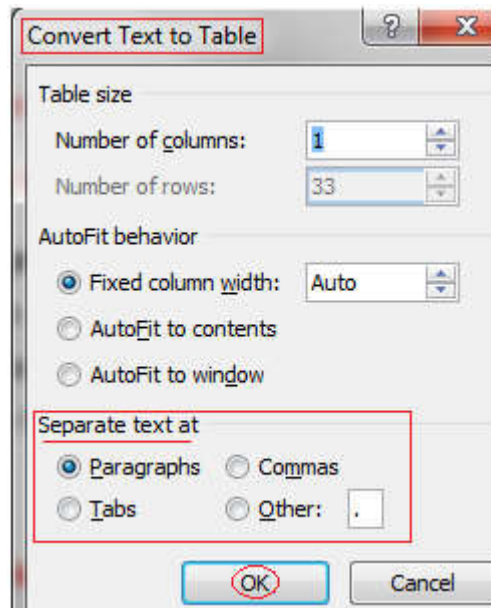 Convert Text to Table
Table size
Number of columns: 1
Number of rows: 33
AutoFit behavior
Fixed column width: Auto
AutoFit to contents
AutoFit to window
Separate text at
Paragraphs Commas
Tabs Other: .
OK Cancel